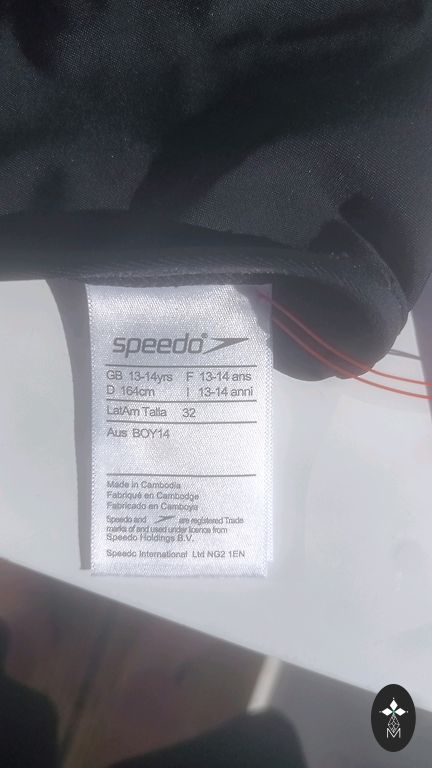 speedo
GB 13-14yrs F 13-14 ans
D 164cm I 13-14 anni
LatAm Talla 32
Aus BOY14
Made in Cambodia
Fabriqué en Cambodge
Fabricado en Camboya
Speedo and are registered Trade
marks of and used under licence from
Speedo Holdings B.V.
Speedo International Ltd NG2 1EN
M